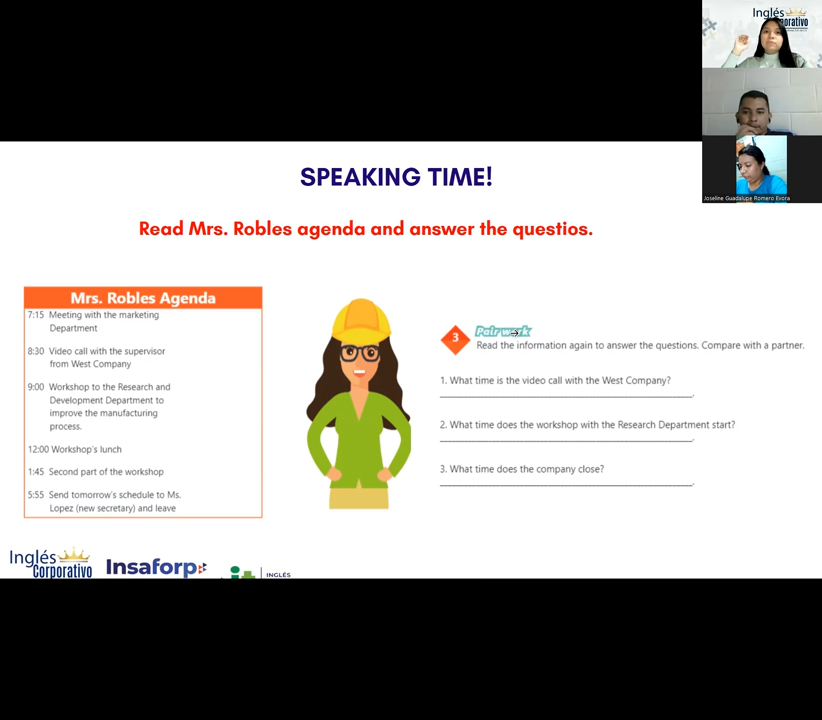 Inglés
Corporativo
Joseline Guadalupe Romero Elvora
SPEAKING TIME!
Read Mrs. Robles agenda and answer the questios.
Mrs. Robles Agenda
7:15 Meeting with the marketing
Department
8:30 Video call with the supervisor
from West Company
9:00 Workshop to the Research and
Development Department to
improve the manufacturing
process.
12:00 Workshop's lunch
1:45 Second part of the workshop
5:55 Send tomorrow's schedule to Ms.
Lopez (new secretary) and leave
3
Pair work
Read the information again to answer the questions. Compare with a partner.
1. What time is the video call with the West Company?
2. What time does the workshop with the Research Department start?
3. What time does the company close?
Inglés
Corporativo
Insaforp
INGLÉS